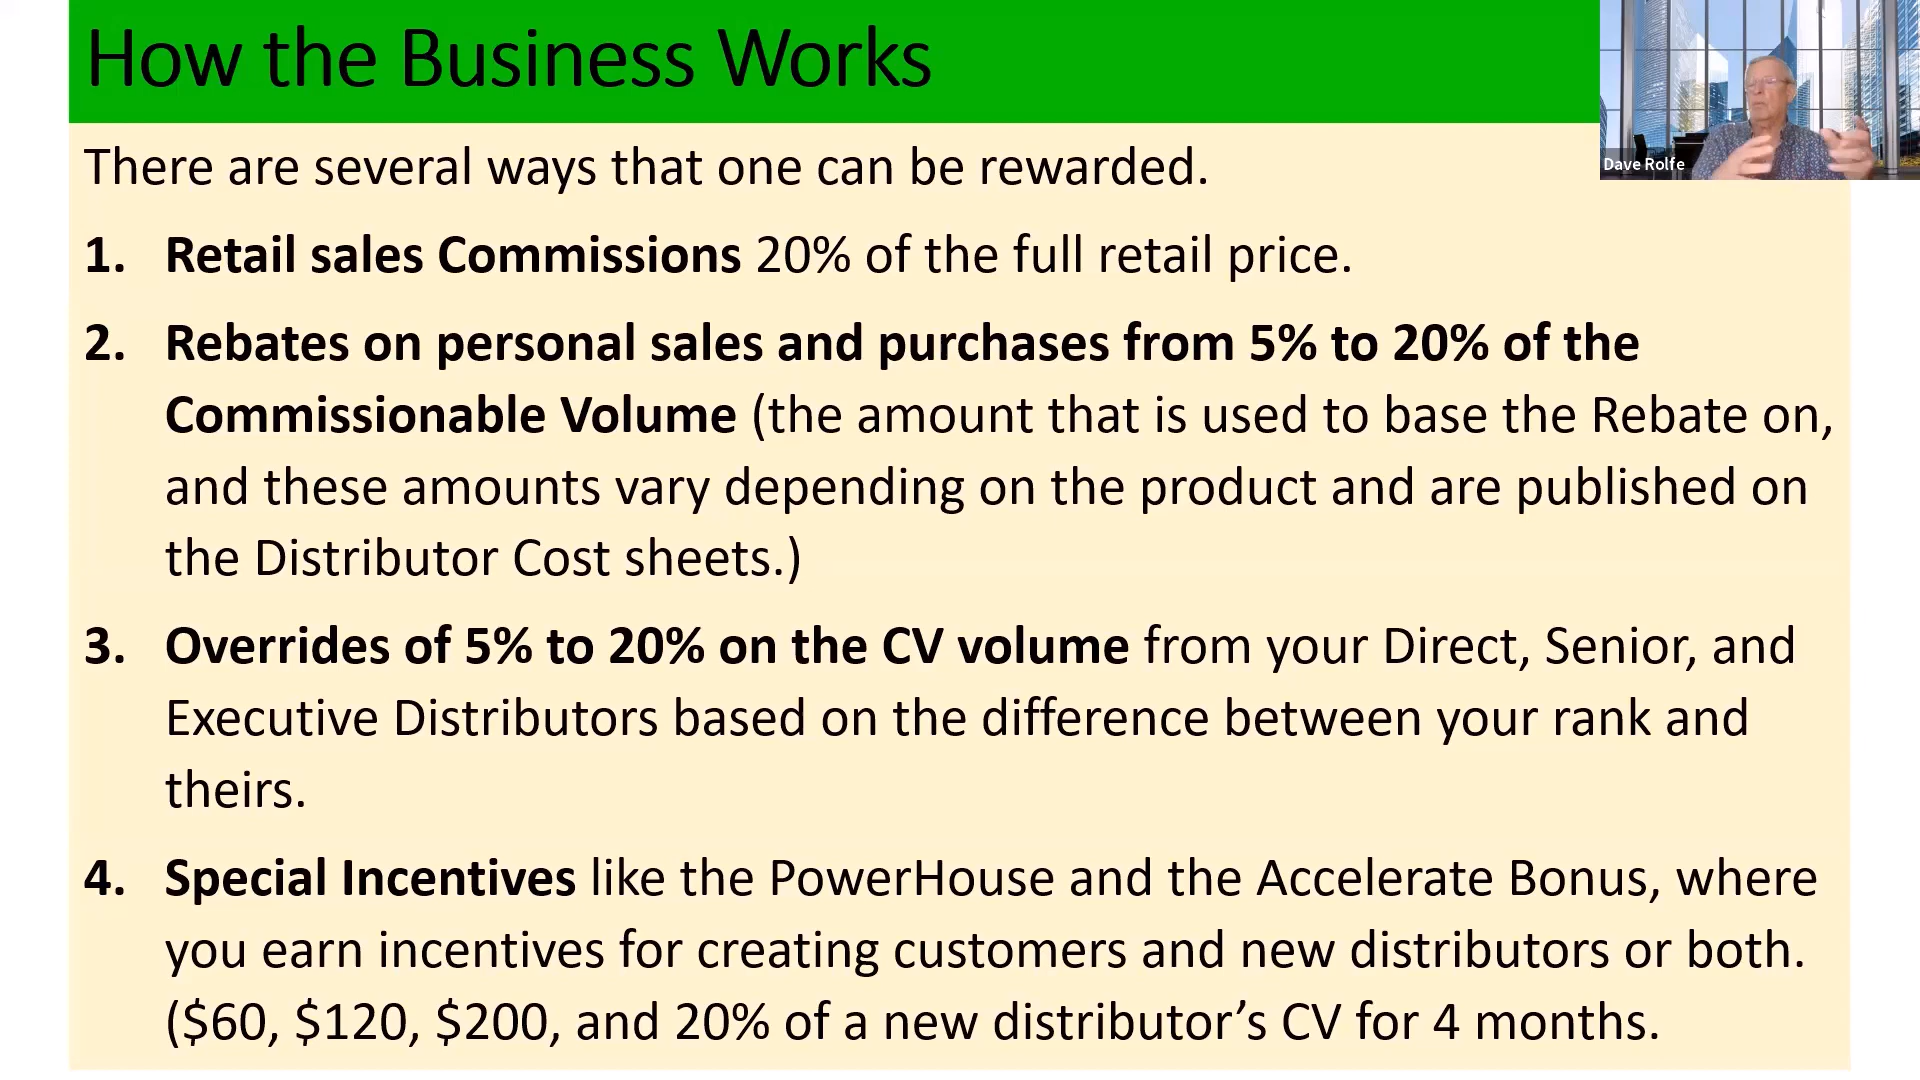 How the Business Works
Dave Rolfe
There are several ways that one can be rewarded.
1. Retail sales Commissions 20% of the full retail price.
2. Rebates on personal sales and purchases from 5% to 20% of the
Commissionable Volume (the amount that is used to base the Rebate on,
and these amounts vary depending on the product and are published on
the Distributor Cost sheets.)
3. Overrides of 5% to 20% on the CV volume from your Direct, Senior, and
Executive Distributors based on the difference between your rank and
theirs.
4. Special Incentives like the PowerHouse and the Accelerate Bonus, where
you earn incentives for creating customers and new distributors or both.
($60, $120, $200, and 20% of a new distributor’s CV for 4 months.